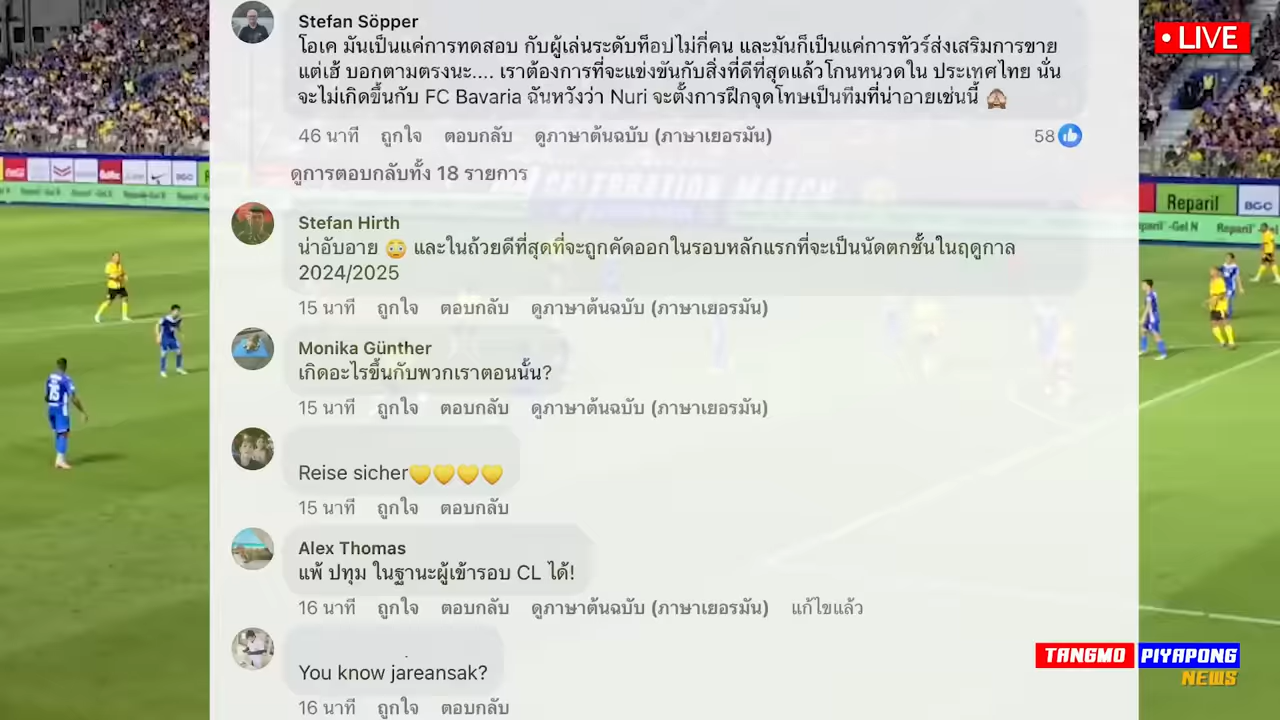 • LIVE
Stefan Söpper
โอเค มันเป็นแค่การทดสอบ กับผู้เล่นระดับท็อปไม่กี่คน และมันก็เป็นแค่การทัวร์ส่งเสริมการขาย
แต่เฮ้ บอกตามตรงนะ.... เราต้องการที่จะแข่งขันกับสิ่งที่ดีที่สุดแล้วโกนหนวดใน ประเทศไทย นั่น
จะไม่เกิดขึ้นกับ FC Bavaria ฉันหวังว่า Nuri จะตั้งการฝึกจุดโทษเป็นทีมที่น่าอายเช่นนี้ 🙈
46 นาที ถูกใจ ตอบกลับ ดูภาษาต้นฉบับ (ภาษาเยอรมัน) 58
ดูการตอบกลับทั้ง 18 รายการ
Stefan Hirth
น่าอับอาย 😳 และในถ้วยดีที่สุดที่จะถูกคัดออกในรอบหลักแรกที่จะเป็นนัดตกชั้นในฤดูกาล
2024/2025
15 นาที ถูกใจ ตอบกลับ ดูภาษาต้นฉบับ (ภาษาเยอรมัน)
Monika Günther
เกิดอะไรขึ้นกับพวกเราตอนนั้น?
15 นาที ถูกใจ ตอบกลับ ดูภาษาต้นฉบับ (ภาษาเยอรมัน)
Reise sicher💛💛💛💛
15 นาที ถูกใจ ตอบกลับ
Alex Thomas
แพ้ ปทุม ในฐานะผู้เข้ารอบ CL ได้!
16 นาที ถูกใจ ตอบกลับ ดูภาษาต้นฉบับ (ภาษาเยอรมัน) แก้ไขแล้ว
You know jareansak?
16 นาที ถูกใจ ตอบกลับ
Reparil
BGC
BGC
15
TANGMO PIYAPONG
NEWS